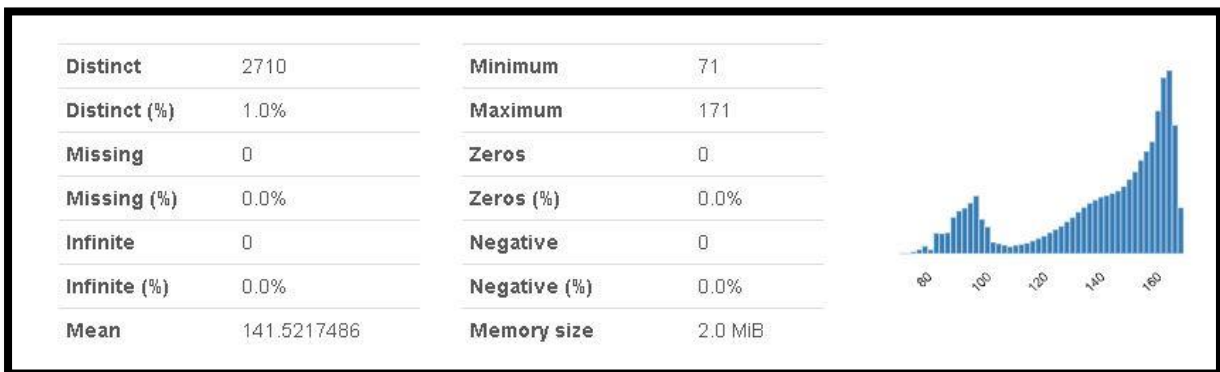 Distinct 2710 Minimum 71
Distinct (%) 1.0% Maximum 171
Missing 0 Zeros 0
Missing (%) 0.0% Zeros (%) 0.0%
Infinite 0 Negative 0
Infinite (%) 0.0% Negative (%) 0.0%
Mean 141.5217486 Memory size 2.0 MiB
80 100 120 140 160